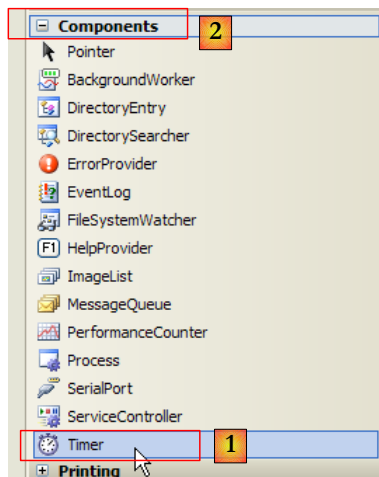 Components
2
Pointer
BackgroundWorker
DirectoryEntry
DirectorySearcher
ErrorProvider
EventLog
FileSystemWatcher
F1 HelpProvider
ImageList
MessageQueue
PerformanceCounter
Process
SerialPort
ServiceController
Timer
1
Printing